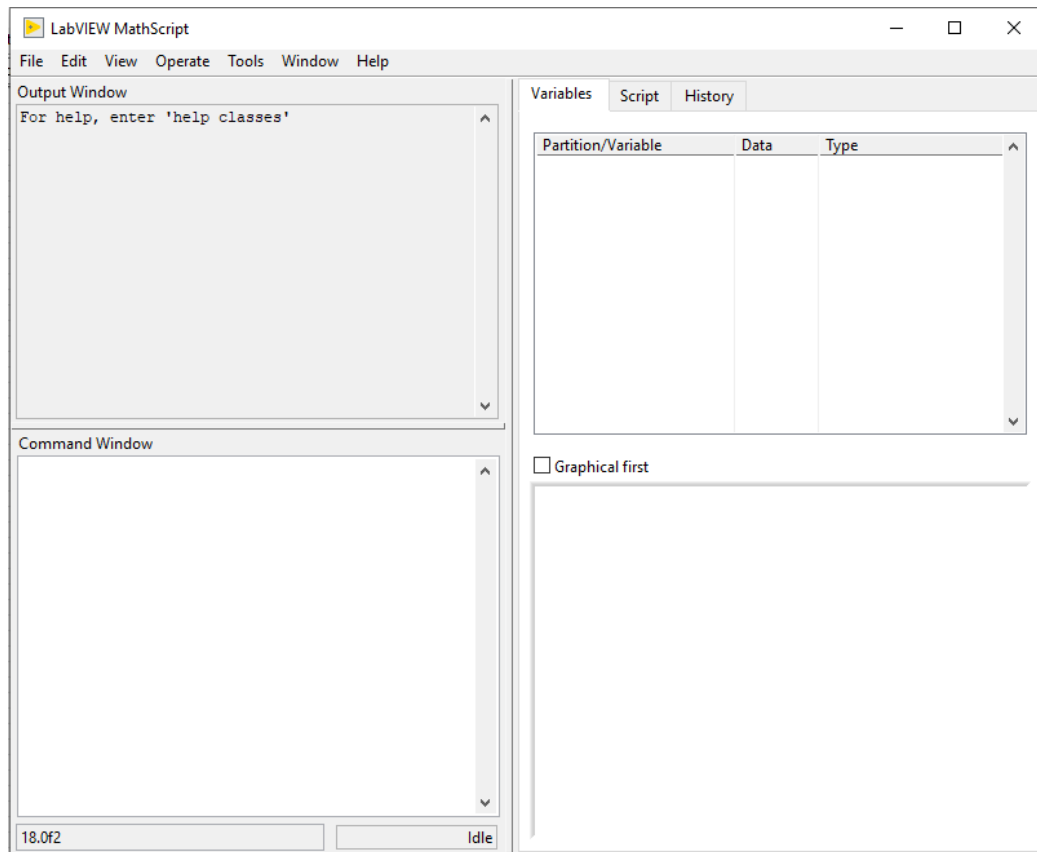 LabVIEW MathScript
File Edit View Operate Tools Window Help
Output Window
For help, enter 'help classes'
Command Window
18.0f2 Idle
Variables Script History
Partition/Variable Data Type
Graphical first